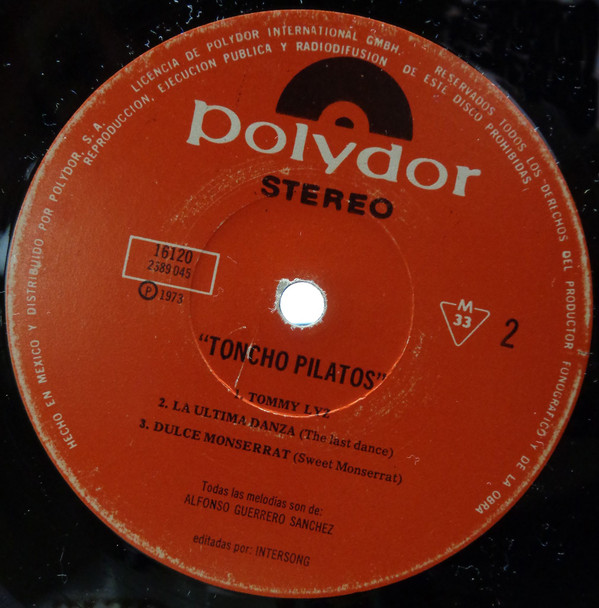 LICENCIA DE POLYDOR INTERNATIONAL GMBH. RESERVADOS TODOS LOS DERECHOS DEL PRODUCTOR FONOGRAFICO Y DE LA OBRA
HECHO EN MEXICO Y DISTRIBUIDO POR POLYDOR, S. A. REPRODUCCION, EJECUCION PUBLICA Y RADIODIFUSION DE ESTE DISCO PROHIBIDAS.
polydor
STEREO
16120
2389 045
Ⓟ 1973
M
33
2
"TONCHO PILATOS"
1. TOMMY LYZ
2. LA ULTIMA DANZA (The last dance)
3. DULCE MONSERRAT (Sweet Monserrat)
Todas las melodías son de:
ALFONSO GUERRERO SANCHEZ
editadas por: INTERSONG